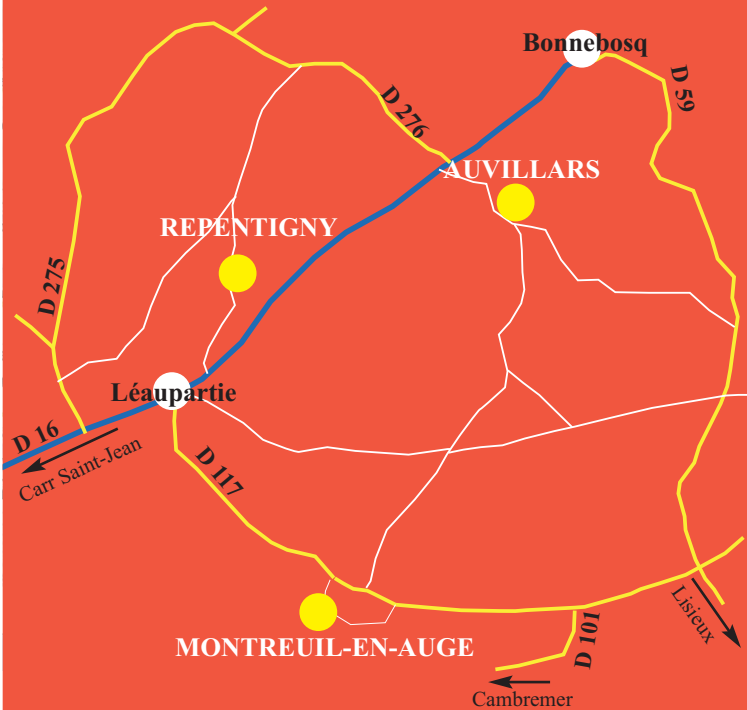 Bonnebosq
D 59
D 276
AUVILLARS
REPENTIGNY
D 275
Léaupartie
D 16
Carr Saint-Jean
D 117
Lisieux
D 101
MONTREUIL-EN-AUGE
Cambremer